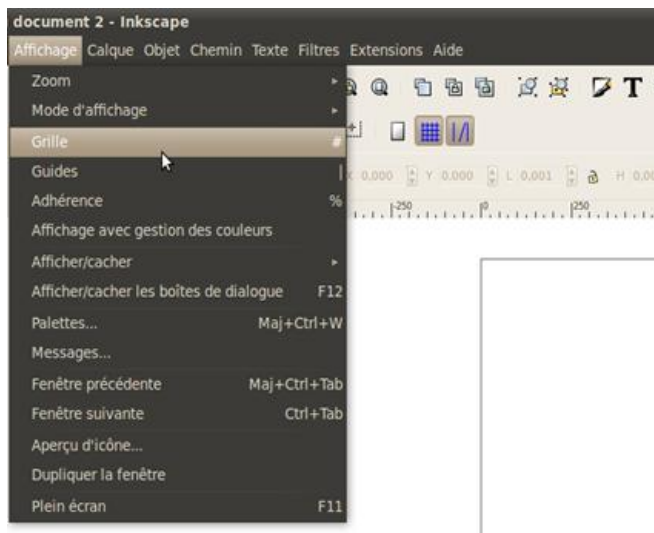 document 2 - Inkscape
Affichage Calque Objet Chemin Texte Filtres Extensions Aide
Zoom
Mode d'affichage
Grille #
Guides |
X 0,000 Y 0,000 L 0,001 H 0,00
Adhérence %
-250 0 250
Affichage avec gestion des couleurs
Afficher/cacher
Afficher/cacher les boîtes de dialogue F12
Palettes... Maj+Ctrl+W
Messages...
Fenêtre précédente Maj+Ctrl+Tab
Fenêtre suivante Ctrl+Tab
Aperçu d'icône...
Dupliquer la fenêtre
Plein écran F11